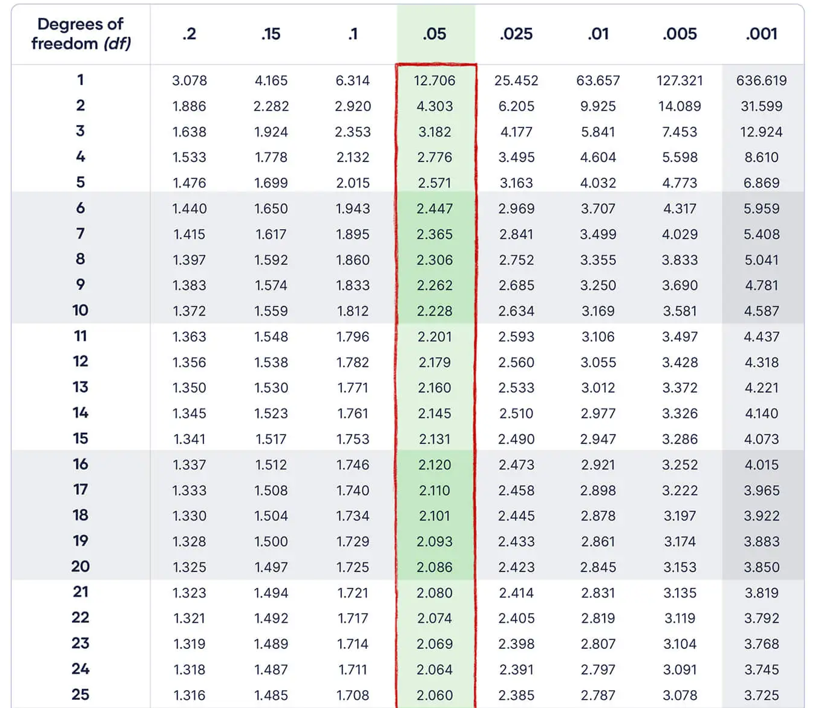 Degrees of
freedom (df) .2 .15 .1 .05 .025 .01 .005 .001
1 3.078 4.165 6.314 12.706 25.452 63.657 127.321 636.619
2 1.886 2.282 2.920 4.303 6.205 9.925 14.089 31.599
3 1.638 1.924 2.353 3.182 4.177 5.841 7.453 12.924
4 1.533 1.778 2.132 2.776 3.495 4.604 5.598 8.610
5 1.476 1.699 2.015 2.571 3.163 4.032 4.773 6.869
6 1.440 1.650 1.943 2.447 2.969 3.707 4.317 5.959
7 1.415 1.617 1.895 2.365 2.841 3.499 4.029 5.408
8 1.397 1.592 1.860 2.306 2.752 3.355 3.833 5.041
9 1.383 1.574 1.833 2.262 2.685 3.250 3.690 4.781
10 1.372 1.559 1.812 2.228 2.634 3.169 3.581 4.587
11 1.363 1.548 1.796 2.201 2.593 3.106 3.497 4.437
12 1.356 1.538 1.782 2.179 2.560 3.055 3.428 4.318
13 1.350 1.530 1.771 2.160 2.533 3.012 3.372 4.221
14 1.345 1.523 1.761 2.145 2.510 2.977 3.326 4.140
15 1.341 1.517 1.753 2.131 2.490 2.947 3.286 4.073
16 1.337 1.512 1.746 2.120 2.473 2.921 3.252 4.015
17 1.333 1.508 1.740 2.110 2.458 2.898 3.222 3.965
18 1.330 1.504 1.734 2.101 2.445 2.878 3.197 3.922
19 1.328 1.500 1.729 2.093 2.433 2.861 3.174 3.883
20 1.325 1.497 1.725 2.086 2.423 2.845 3.153 3.850
21 1.323 1.494 1.721 2.080 2.414 2.831 3.135 3.819
22 1.321 1.492 1.717 2.074 2.405 2.819 3.119 3.792
23 1.319 1.489 1.714 2.069 2.398 2.807 3.104 3.768
24 1.318 1.487 1.711 2.064 2.391 2.797 3.091 3.745
25 1.316 1.485 1.708 2.060 2.385 2.787 3.078 3.725